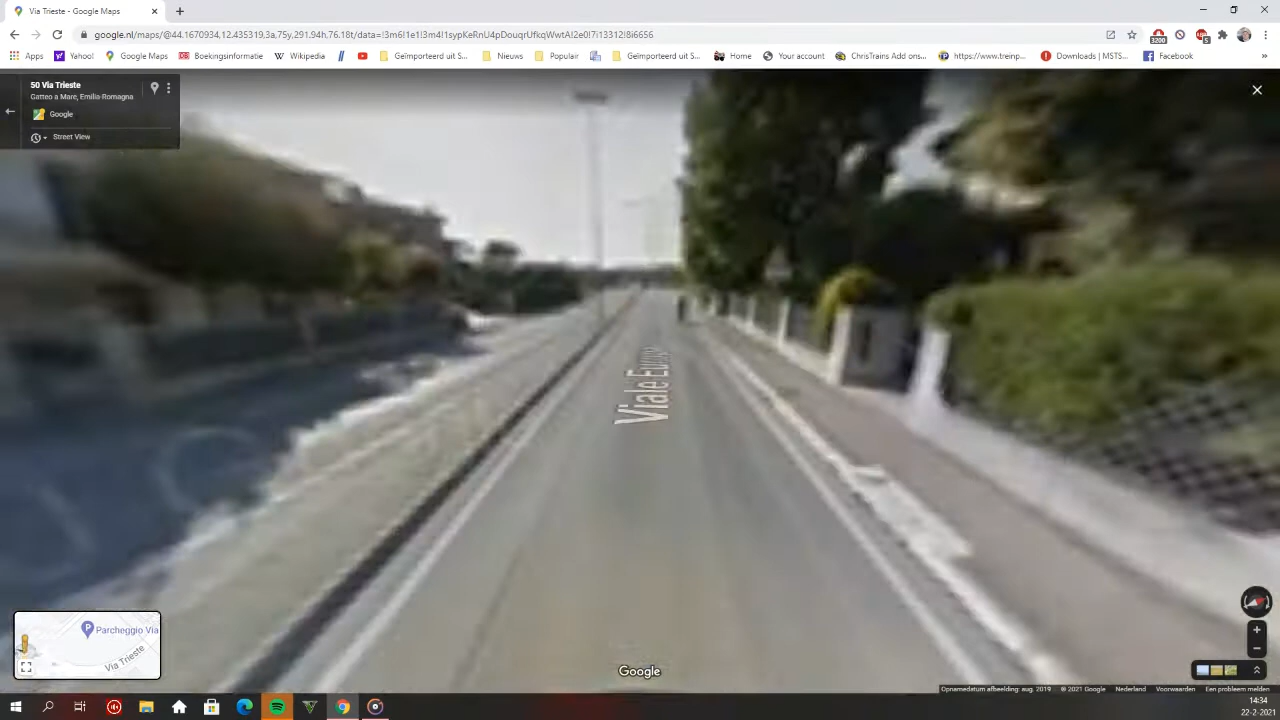 Via Trieste - Google Maps
google.nl/maps/@44.1670934,12.435319,3a,75y,291.94h,76.18t/data=!3m6!1e1!3m4!1sypKeRnU4pDouqrUfkqWwtA!2e0!7i13312!8i6656
3200
5
Apps Yahoo! Google Maps Boekingsinformatie Wikipedia // Geïmporteerd uit S... Nieuws Populair Geïmporteerd uit S... Home Your account ChrisTrains Add ons... https://www.treinp... Downloads | MSTS... Facebook
50 Via Trieste
Gatteo a Mare, Emilia-Romagna
Google
Street View
Viale Europa
Parcheggio Via
Via Trieste
Google
Opnamedatum afbeelding: aug. 2019 © 2021 Google Nederland Voorwaarden Een probleem melden
14:34
22-2-2021